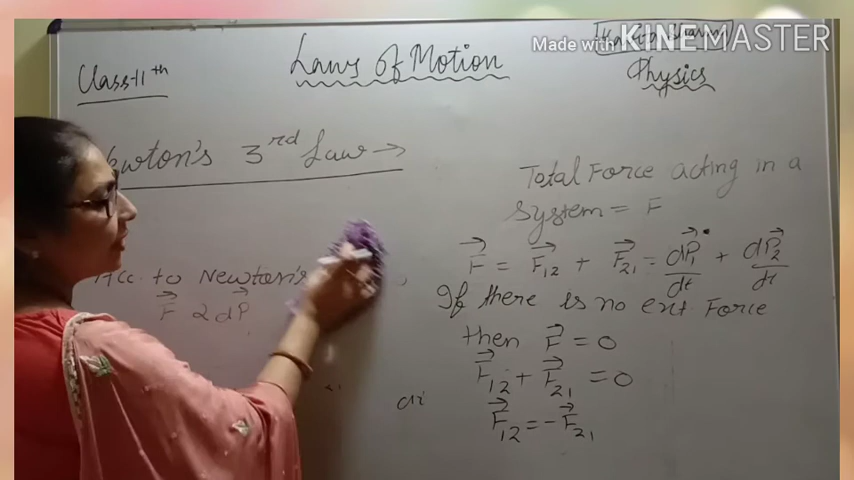 Made with KINEMASTER
Class-11th
Laws of Motion
Physics
Newton's 3rd Law →
Total Force acting in a
system = F
F⃗ = F⃗12 + F⃗21 = dP⃗1/dt + dP⃗2/dt
If there is no ext Force
then F⃗ = 0
F⃗12 + F⃗21 = 0
F⃗12 = -F⃗21
Acc. to Newton's
F⃗ α dP⃗